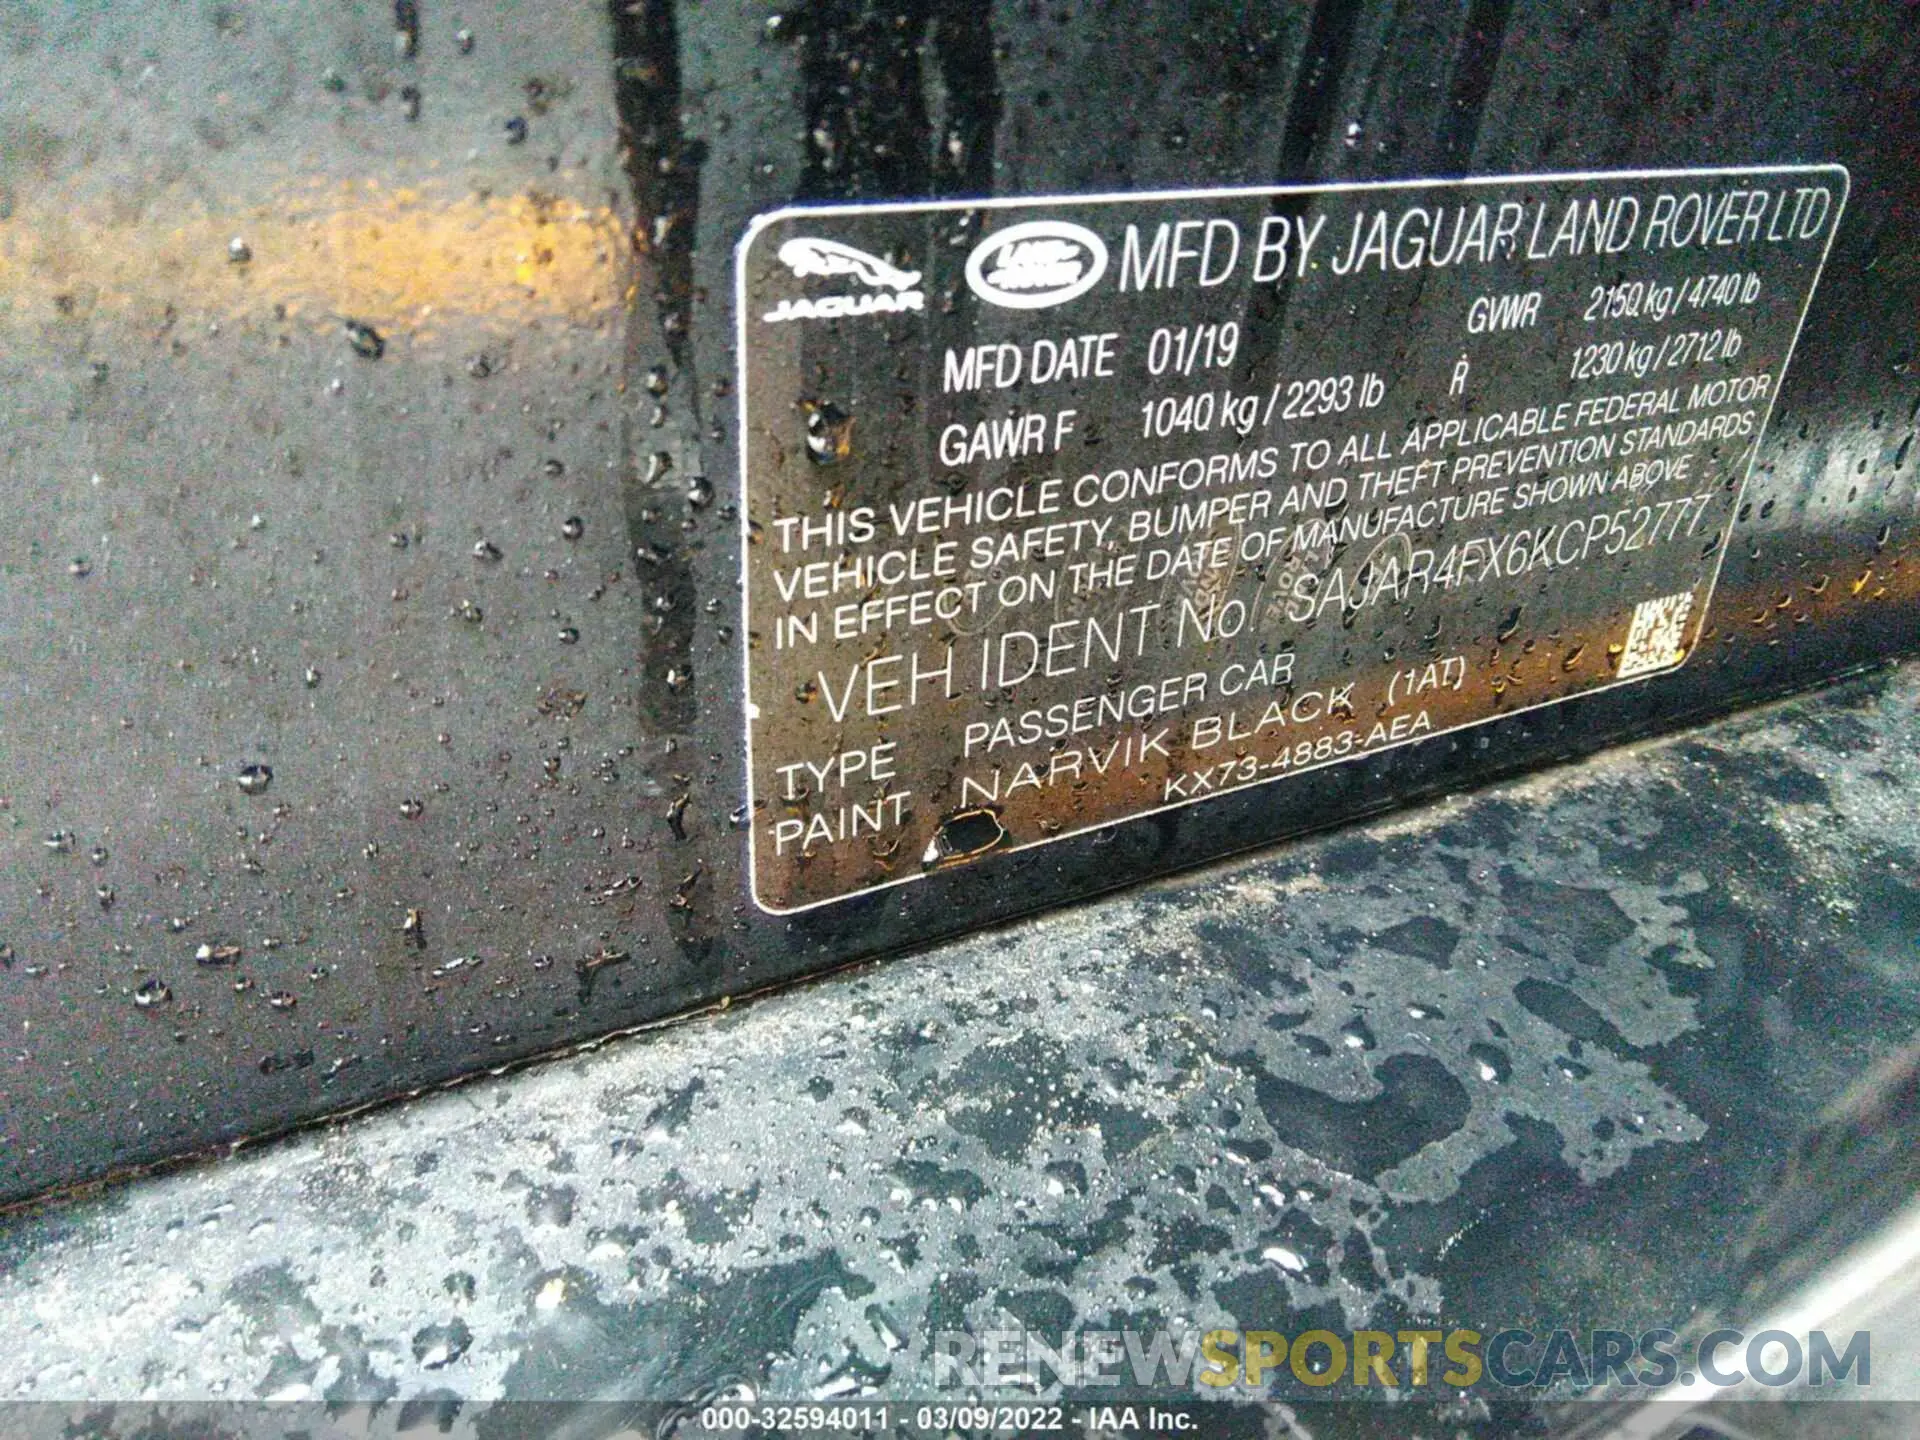 JAGUAR LAND ROVER MFD BY JAGUAR LAND ROVER LTD
MFD DATE 01/19 GVWR 2150 kg / 4740 lb
GAWR F 1040 kg / 2293 lb R 1230 kg / 2712 lb
THIS VEHICLE CONFORMS TO ALL APPLICABLE FEDERAL MOTOR
VEHICLE SAFETY, BUMPER AND THEFT PREVENTION STANDARDS
IN EFFECT ON THE DATE OF MANUFACTURE SHOWN ABOVE
VEH IDENT No. SAJAR4FX6KCP52777
TYPE PASSENGER CAR
PAINT NARVIK BLACK (1AT)
KX73-4883-AEA
RENEWSPORTSCARS.COM
000-32594011 - 03/09/2022 - IAA Inc.